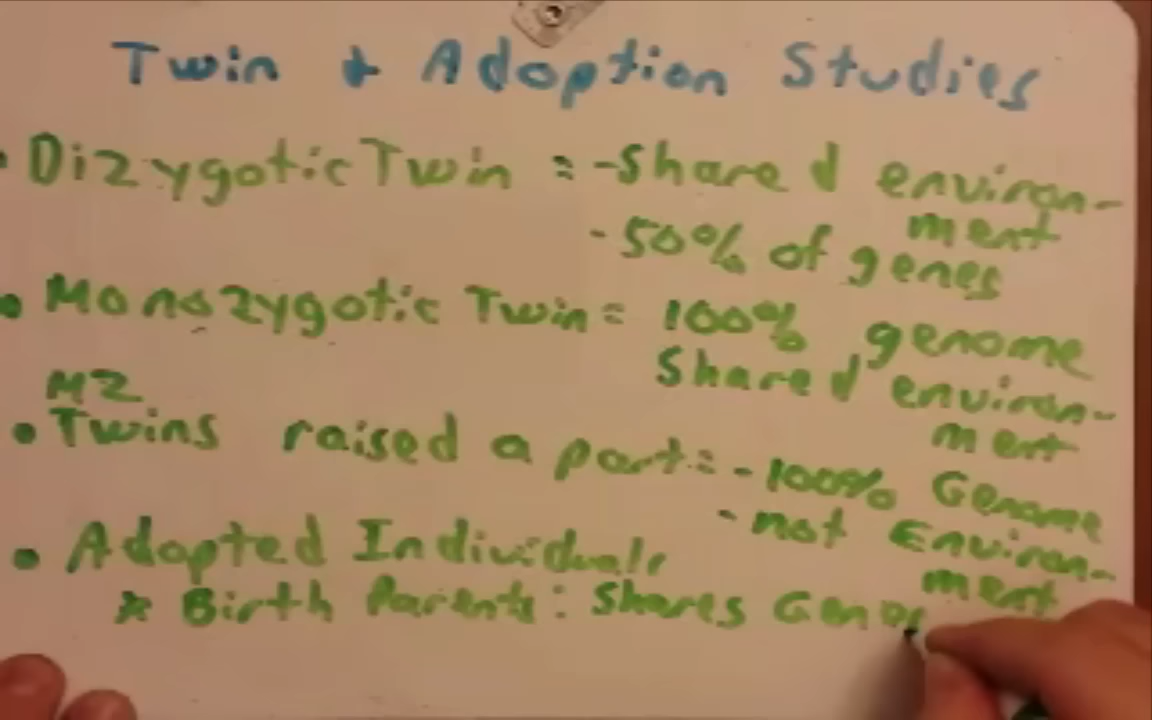 Twin + Adoption Studies
• Dizygotic Twin = - Shared environ-
ment
- 50% of genes
• Monozygotic Twin = 100% genome
Shared environ-
ment
MZ
• Twins raised a part = - 100% Genome
- not Environ-
ment
• Adopted Individuals
* Birth Parents: Shares